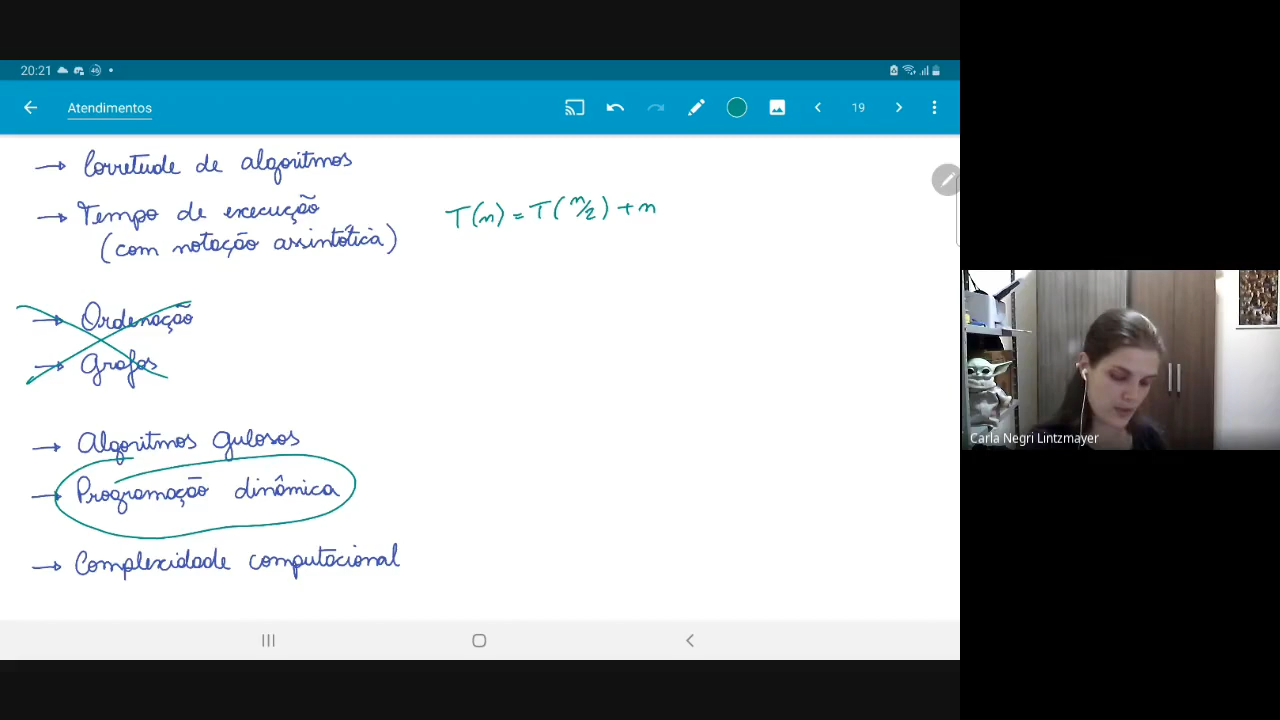 20:21
Atendimentos
19
→ Corretude de algoritmos
→ Tempo de execução
(com notação assintótica)
T(n) = T(n/2) + n
→ Ordenação
→ Grafos
→ Algoritmos gulosos
→ Programação dinâmica
→ Complexidade computacional
Carla Negri Lintzmayer